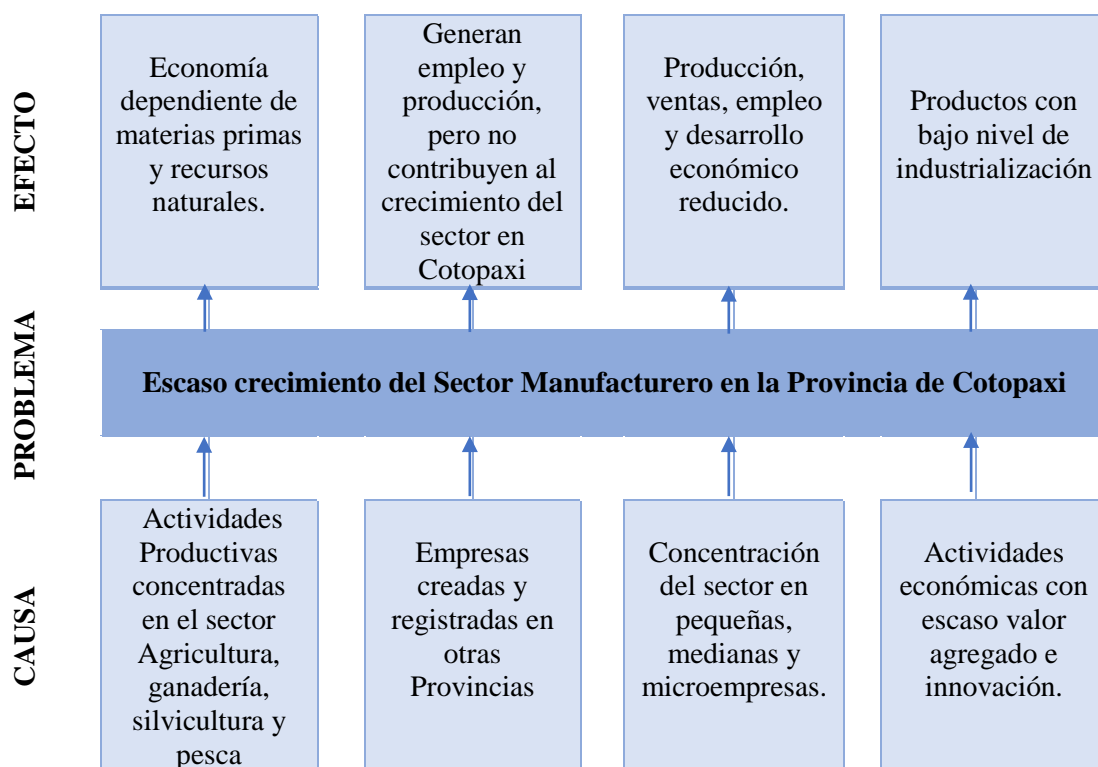 EFECTO
Economía
dependiente de
materias primas
y recursos
naturales.
Generan
empleo y
producción,
pero no
contribuyen al
crecimiento del
sector en
Cotopaxi
Producción,
ventas, empleo
y desarrollo
económico
reducido.
Productos con
bajo nivel de
industrialización
PROBLEMA
Escaso crecimiento del Sector Manufacturero en la Provincia de Cotopaxi
CAUSA
Actividades
Productivas
concentradas
en el sector
Agricultura,
ganadería,
silvicultura y
pesca
Empresas
creadas y
registradas en
otras
Provincias
Concentración
del sector en
pequeñas,
medianas y
microempresas.
Actividades
económicas con
escaso valor
agregado e
innovación.